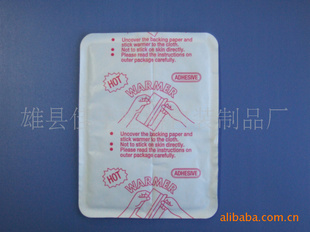 Uncover the backing paper and
stick warmer to the cloth.
Not to stick on skin directly.
Please read the instructions on
outer package carefully.
ADHESIVE
HOT
WARMER
雄县
制品厂
Uncover the backing paper and
stick warmer to the cloth.
Not to stick on skin directly.
Please read the instructions on
outer package carefully.
ADHESIVE
HOT
WARMER
alibaba.com.cn